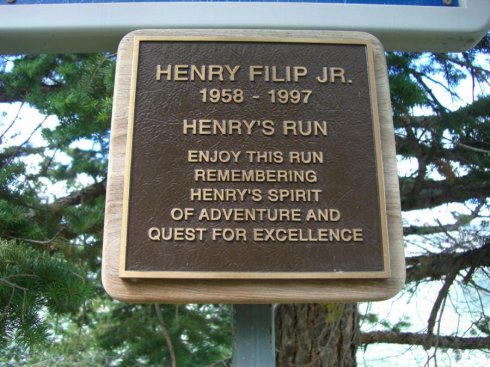 HENRY FILIP JR.
1958 - 1997
HENRY'S RUN
ENJOY THIS RUN
REMEMBERING
HENRY'S SPIRIT
OF ADVENTURE AND
QUEST FOR EXCELLENCE